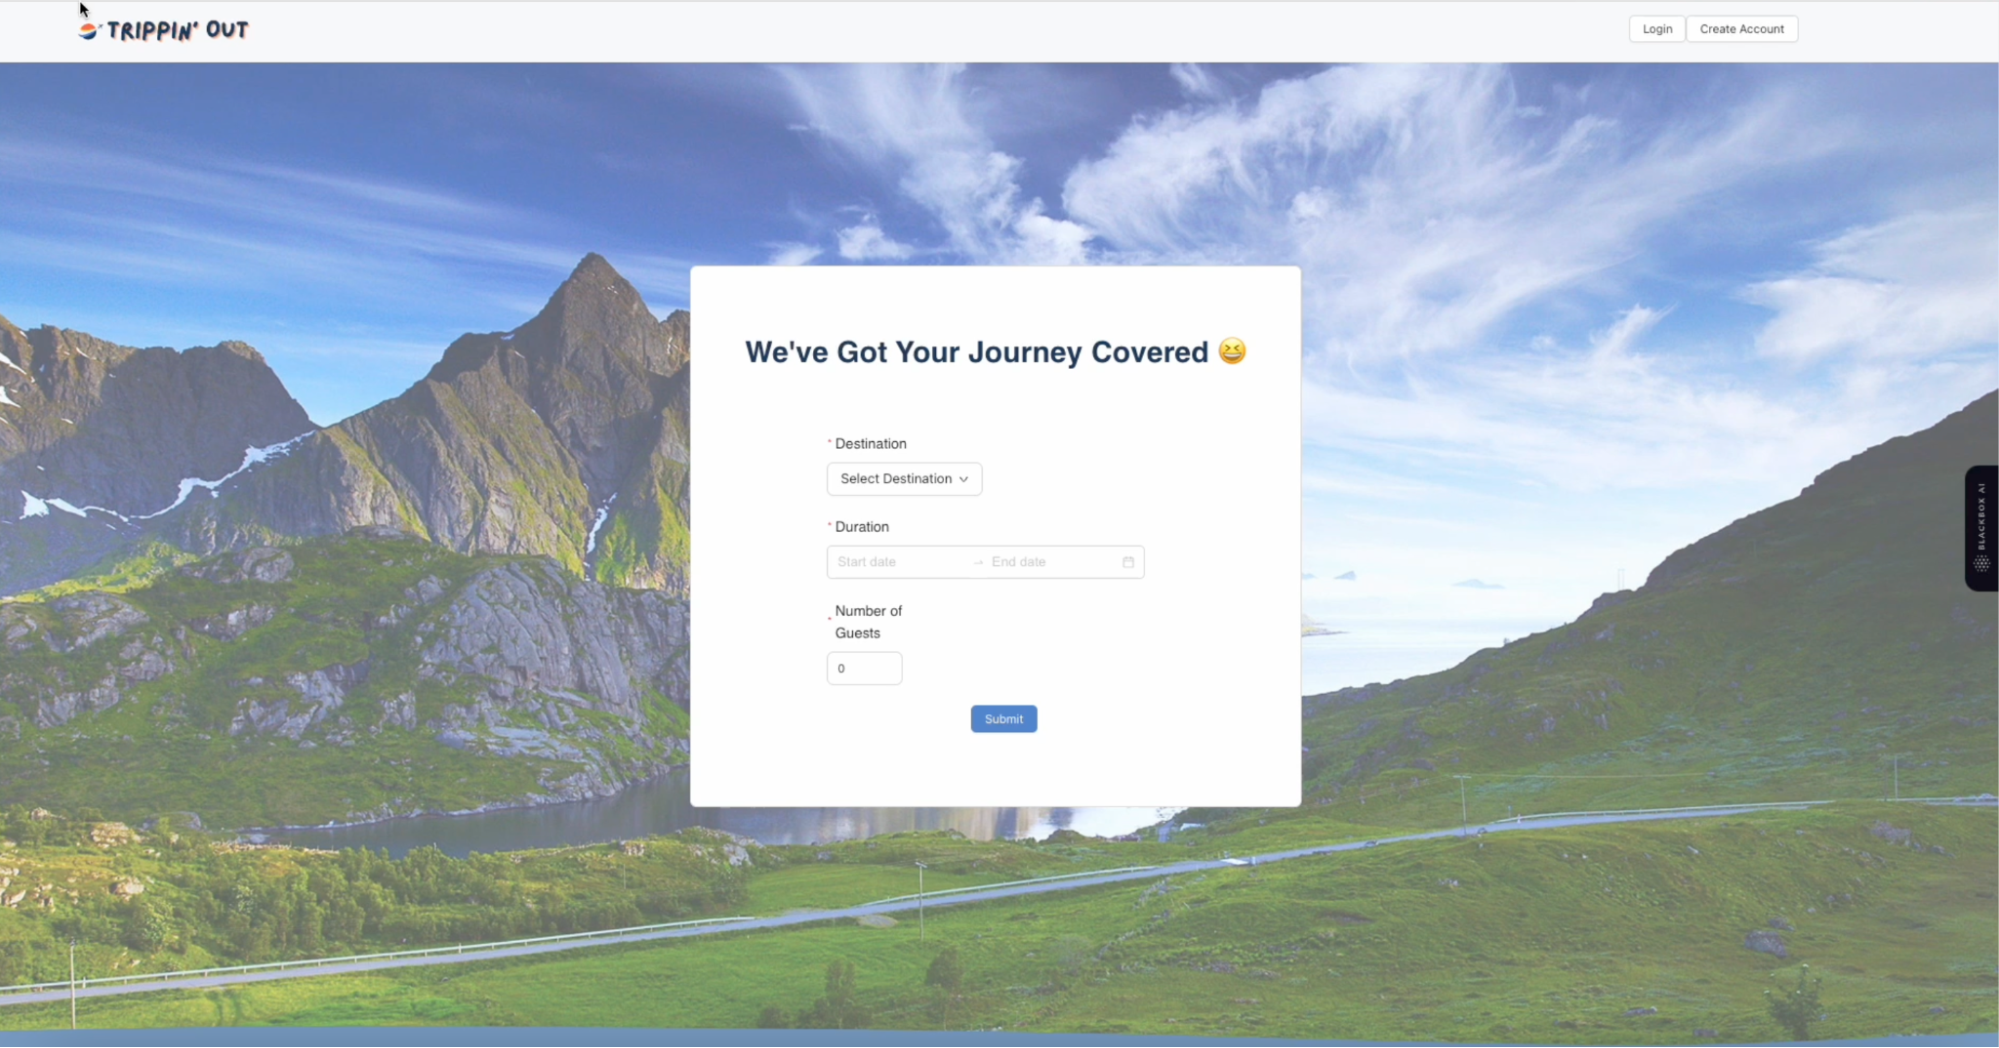 TRIPPIN' OUT
Login
Create Account
We've Got Your Journey Covered 😆
* Destination
Select Destination
* Duration
Start date → End date
* Number of
Guests
0
Submit
BLACKBOX AI